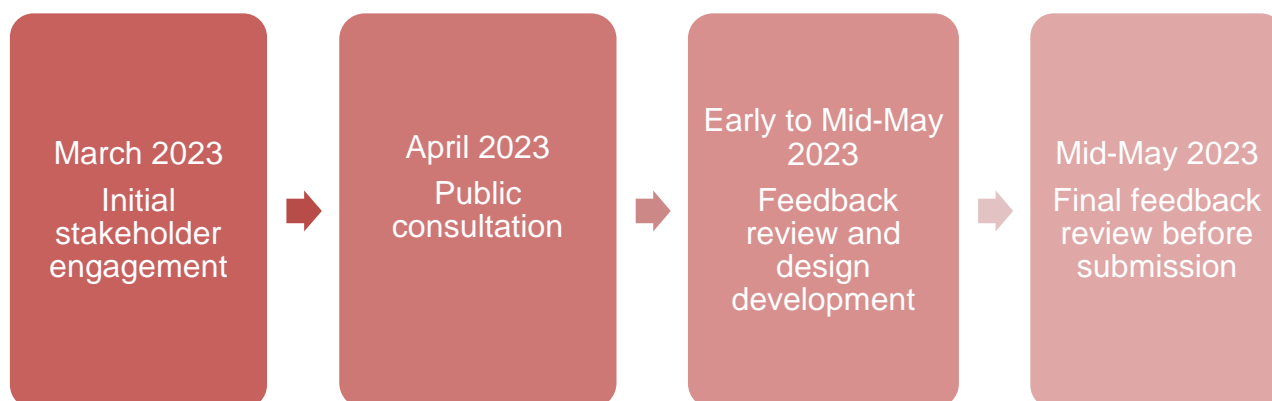 March 2023
Initial
stakeholder
engagement
April 2023
Public
consultation
Early to Mid-May
2023
Feedback
review and
design
development
Mid-May 2023
Final feedback
review before
submission